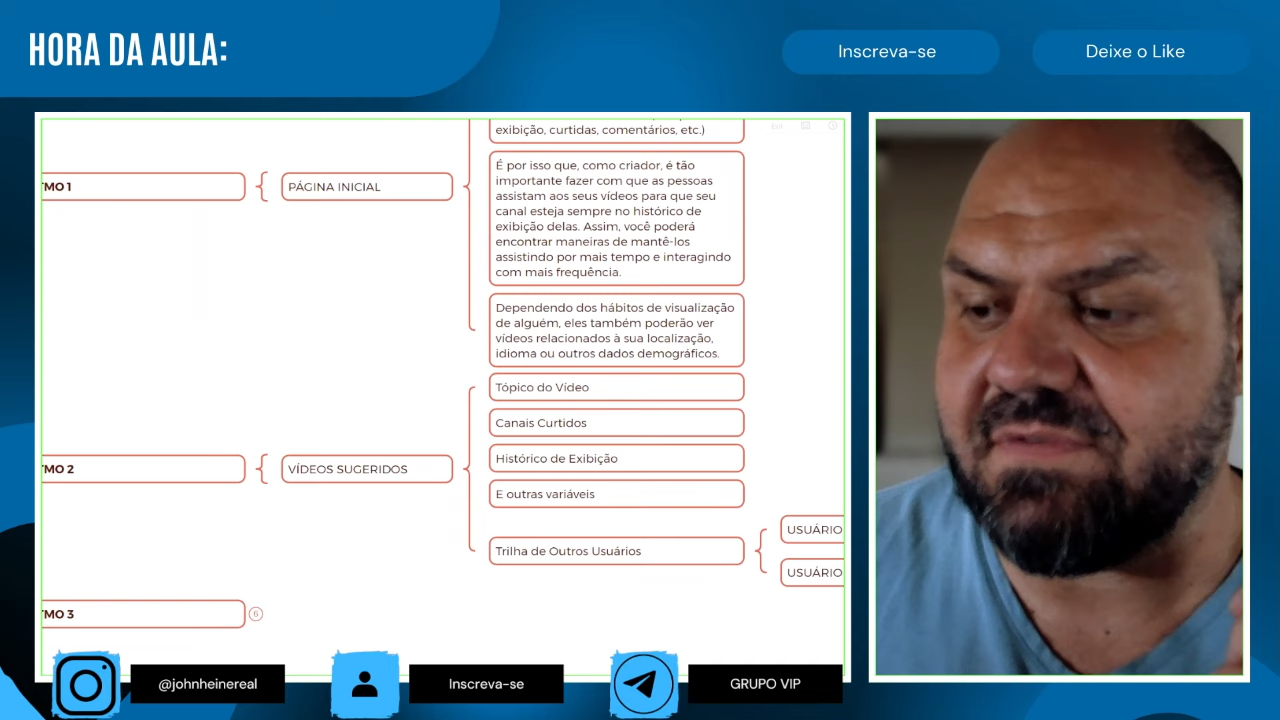 HORA DA AULA:
Inscreva-se
Deixe o Like
exibição, curtidas, comentários, etc.)
TMO 1
PÁGINA INICIAL
É por isso que, como criador, é tão
importante fazer com que as pessoas
assistam aos seus vídeos para que seu
canal esteja sempre no histórico de
exibição delas. Assim, você poderá
encontrar maneiras de mantê-los
assistindo por mais tempo e interagindo
com mais frequência.
Dependendo dos hábitos de visualização
de alguém, eles também poderão ver
vídeos relacionados à sua localização,
idioma ou outros dados demográficos.
TMO 2
VÍDEOS SUGERIDOS
Tópico do Vídeo
Canais Curtidos
Histórico de Exibição
E outras variáveis
Trilha de Outros Usuários
USUÁRIO
USUÁRIO
TMO 3
6
@johnheinereal
Inscreva-se
GRUPO VIP